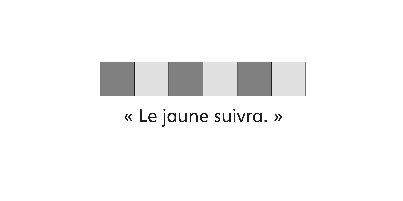 « Le jaune suivra. »